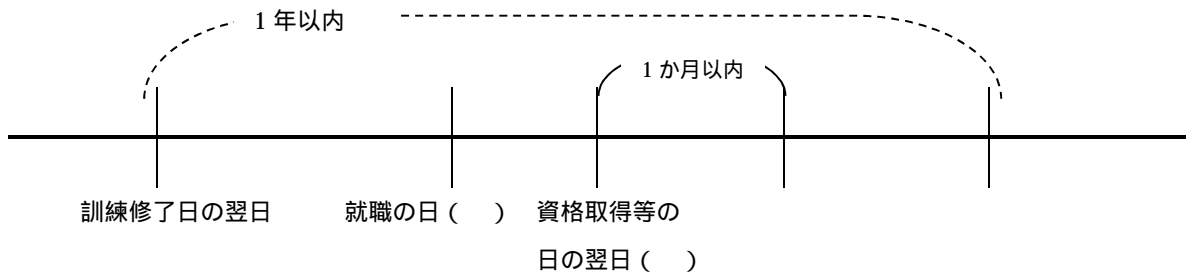 1 年以内
1 か月以内
訓練修了日の翌日
就職の日 (　 )
資格取得等の
日の翌日 (　 )